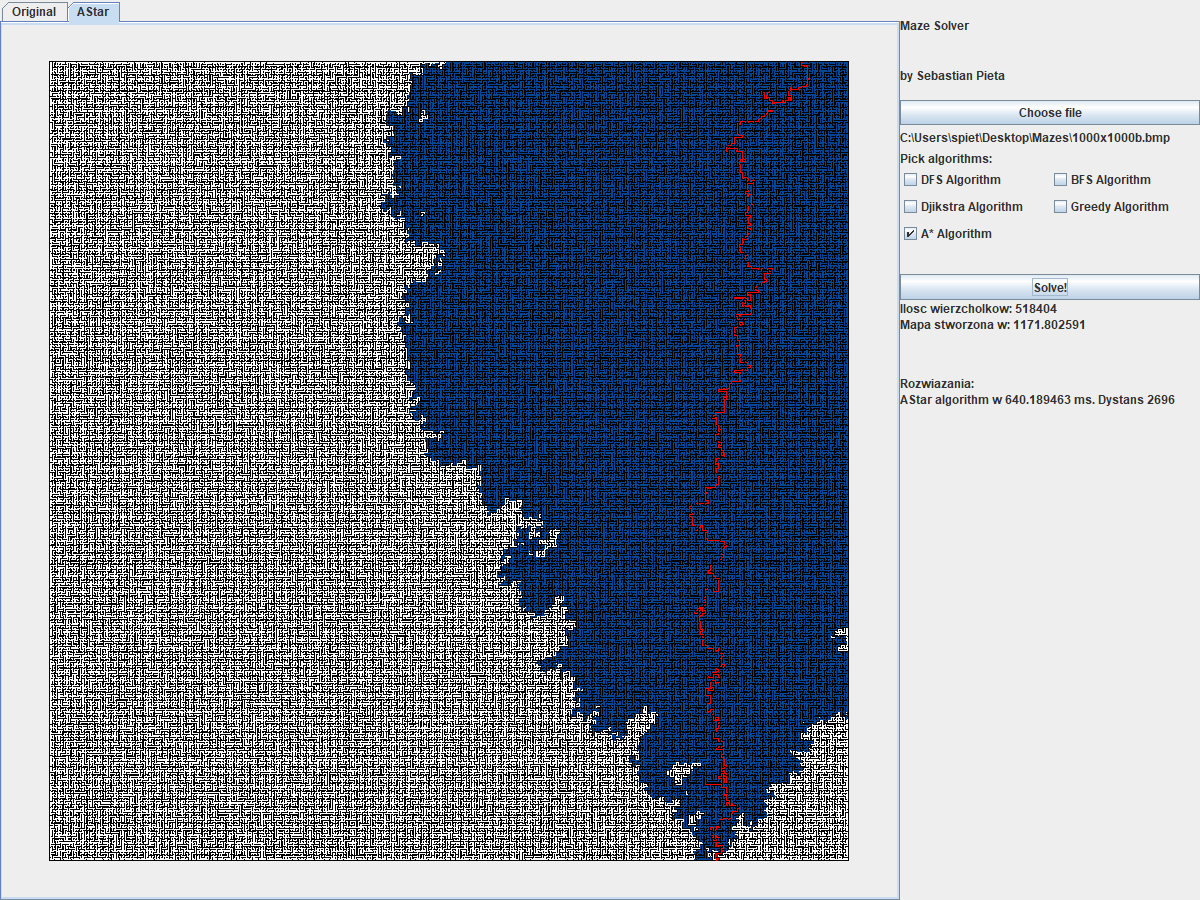 Original AStar
Maze Solver
by Sebastian Pieta
Choose file
C:\Users\spiet\Desktop\Mazes\1000x1000b.bmp
Pick algorithms:
DFS Algorithm BFS Algorithm
Djikstra Algorithm Greedy Algorithm
A* Algorithm
Solve!
Ilosc wierzcholkow: 518404
Mapa stworzona w: 1171.802591
Rozwiazania:
AStar algorithm w 640.189463 ms. Dystans 2696